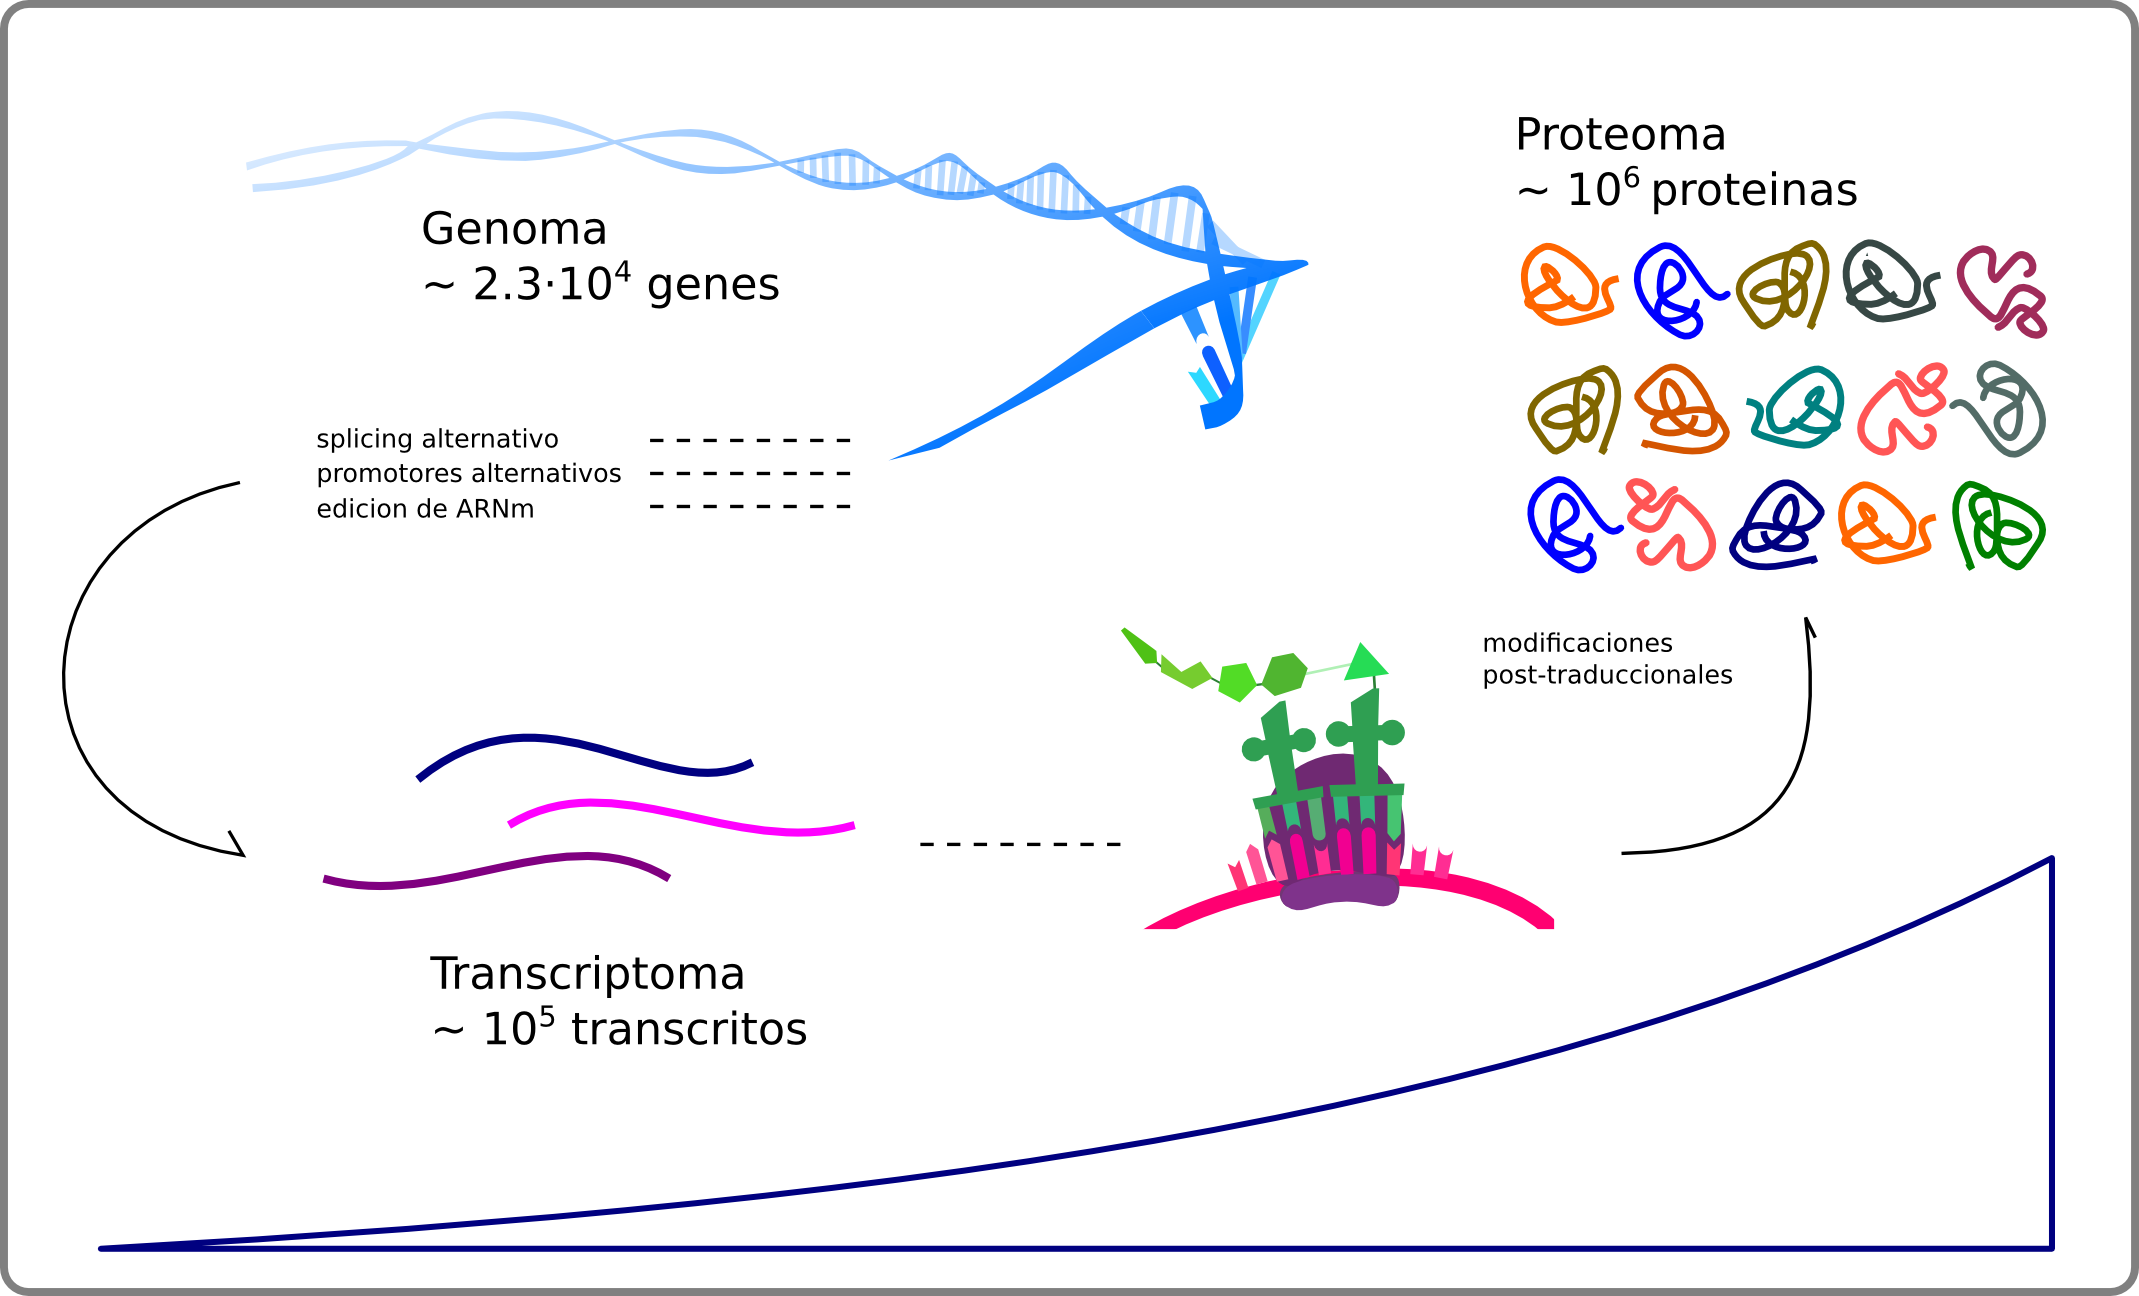 Genoma
~ 2.3·10⁴ genes
splicing alternativo
promotores alternativos
edicion de ARNm
Transcriptoma
~ 10⁵ transcritos
modificaciones
post-traduccionales
Proteoma
~ 10⁶ proteinas